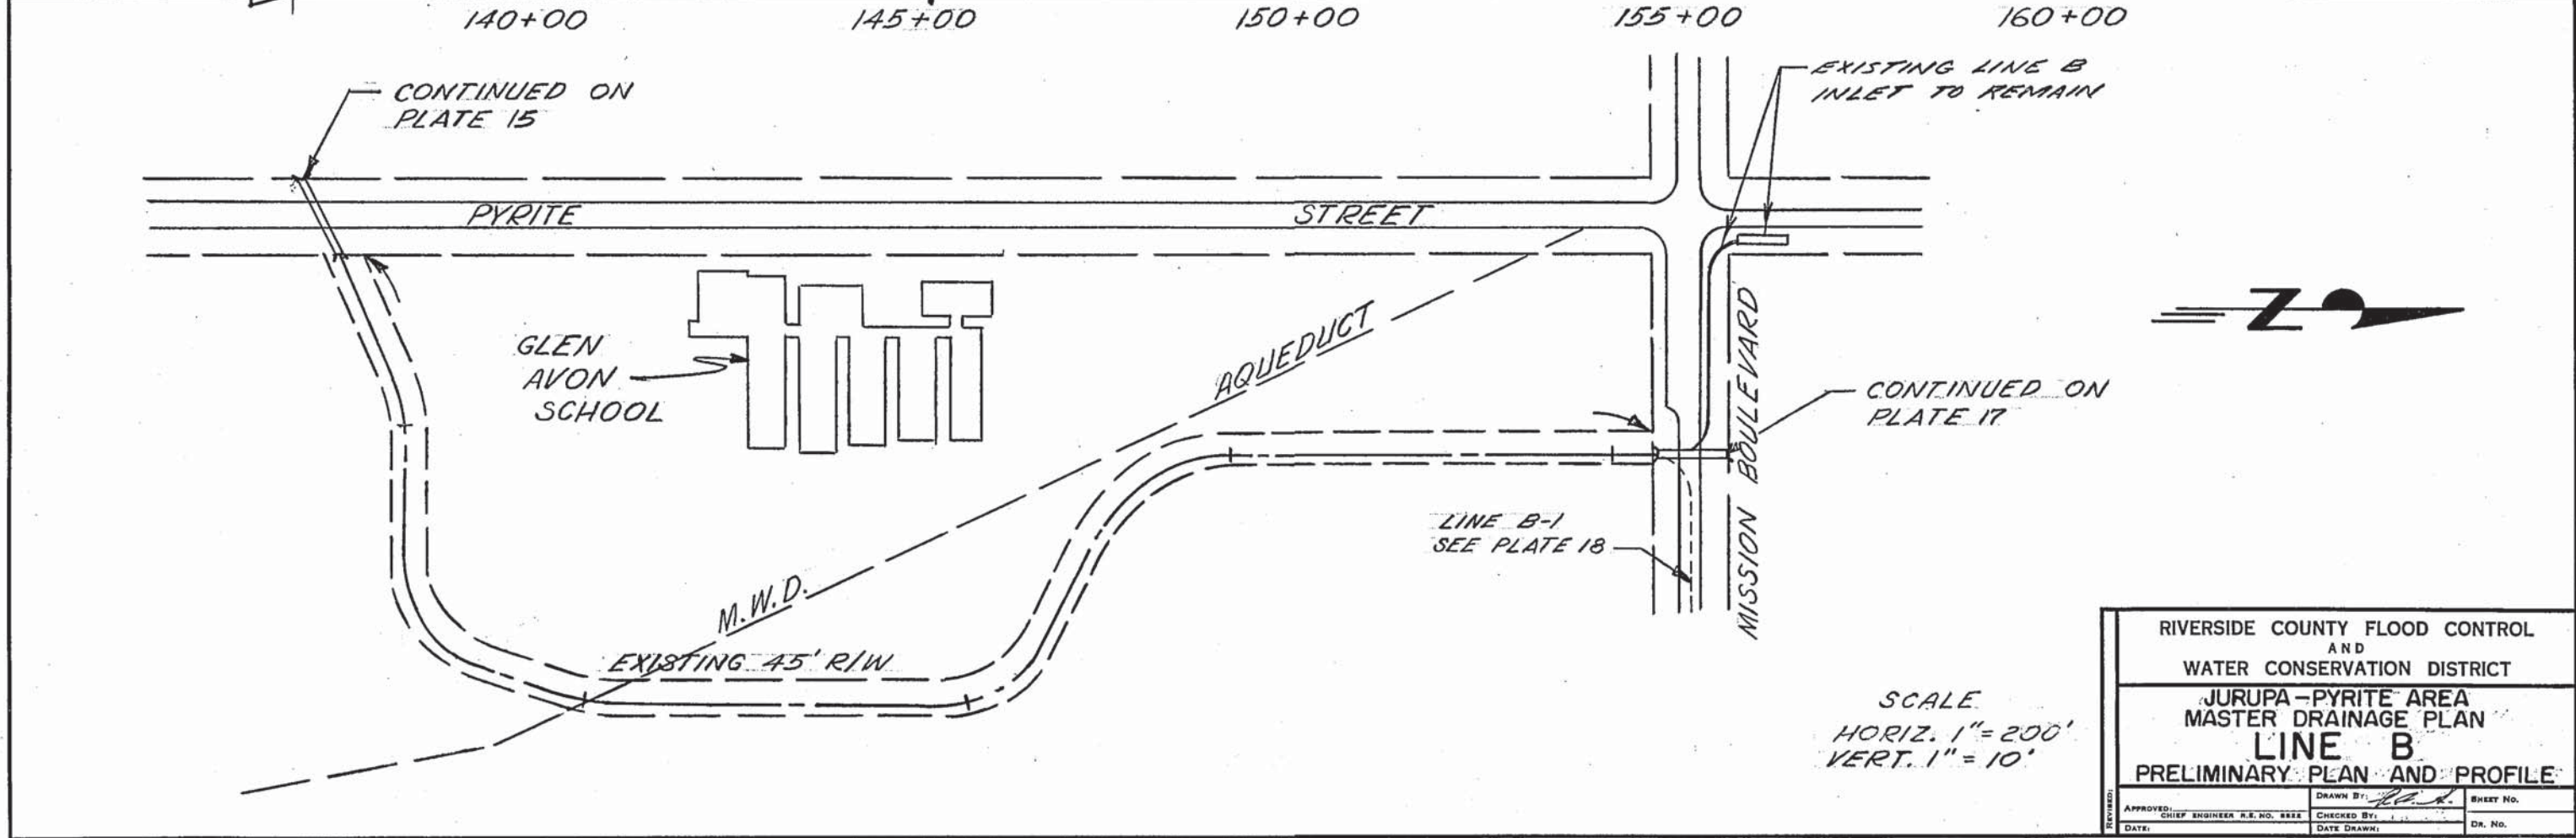 140+00
145+00
150+00
155+00
160+00
CONTINUED ON
PLATE 15
EXISTING LINE B
INLET TO REMAIN
PYRITE
STREET
GLEN
AVON
SCHOOL
AQUEDUCT
M.W.D.
EXISTING 45' R/W
MISSION BOULEVARD
CONTINUED ON
PLATE 17
LINE B-1
SEE PLATE 18
N
SCALE
HORIZ. 1"=200'
VERT. 1"=10'
RIVERSIDE COUNTY FLOOD CONTROL
AND
WATER CONSERVATION DISTRICT
JURUPA-PYRITE AREA
MASTER DRAINAGE PLAN
LINE B
PRELIMINARY PLAN AND PROFILE
REVISED:
APPROVED:
CHIEF ENGINEER R.E. NO.
DATE:
DRAWN BY:
CHECKED BY:
DATE DRAWN:
SHEET NO.
DR. NO.